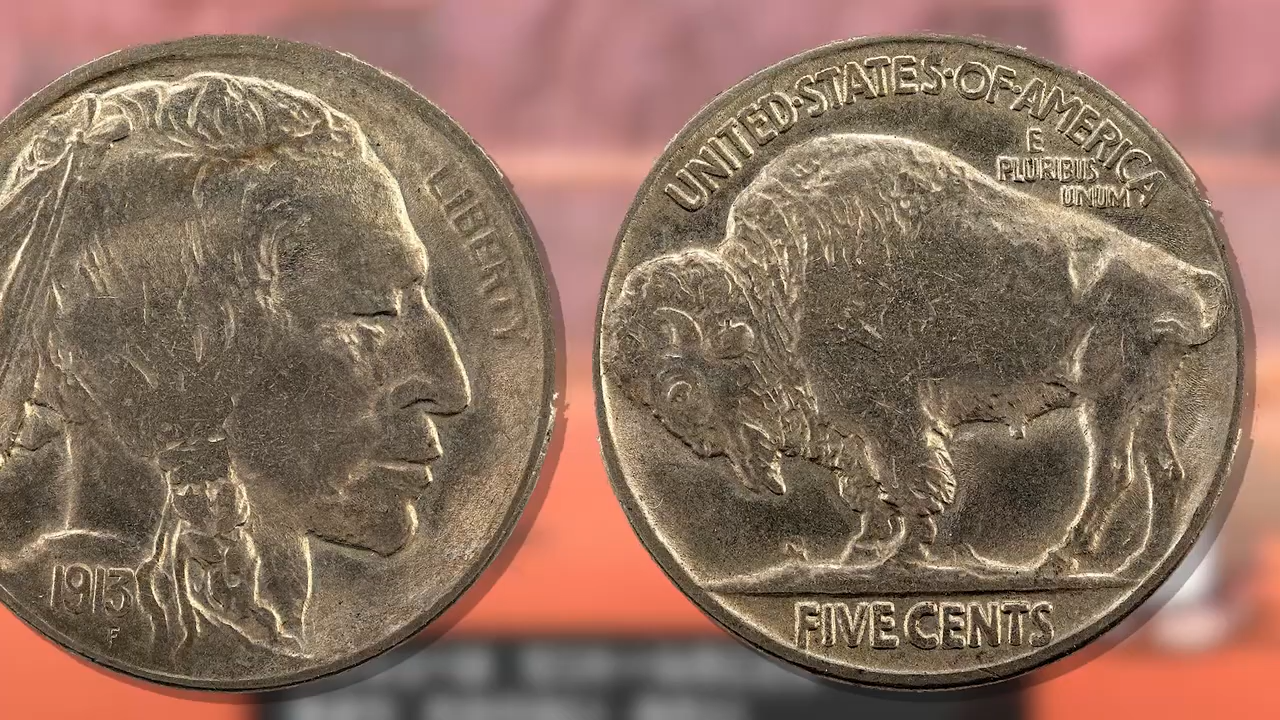 LIBERTY
1913
F
UNITED·STATES·OF·AMERICA
E
PLURIBUS
UNUM
FIVE CENTS